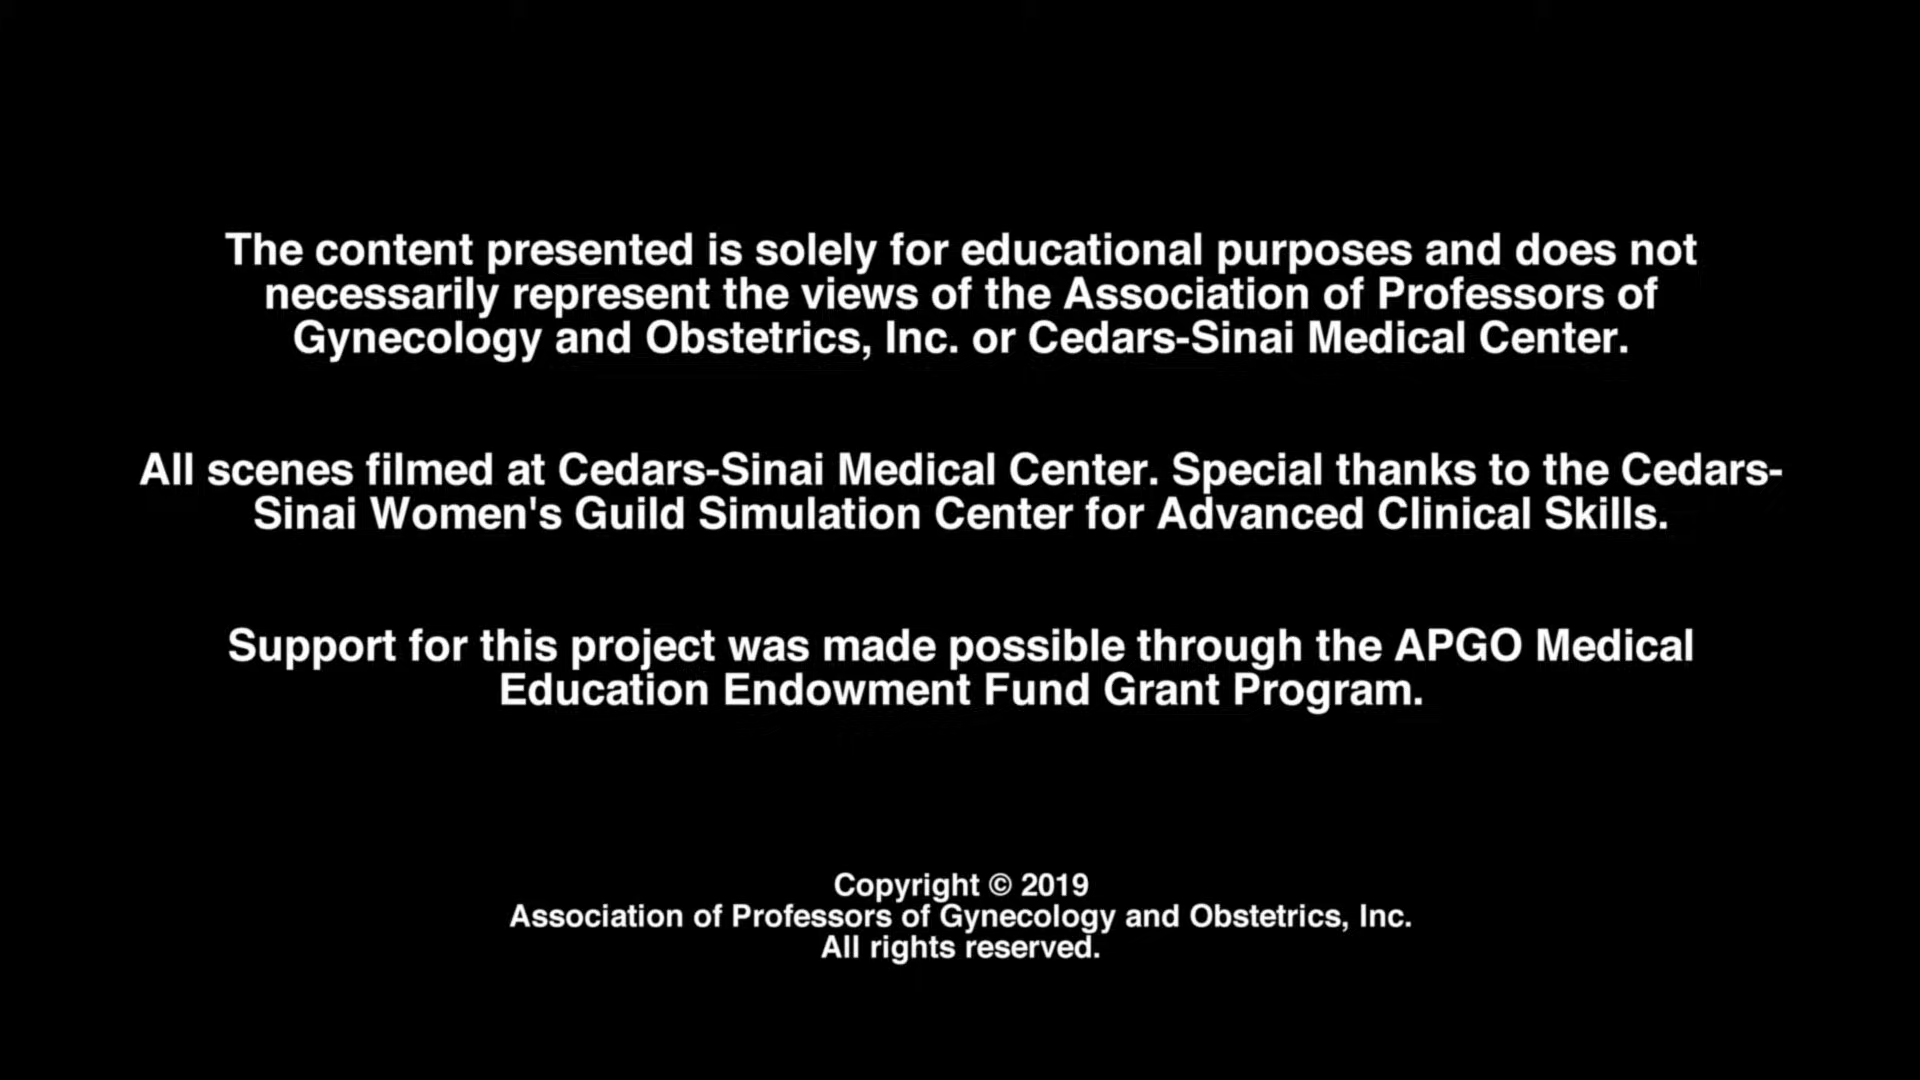 The content presented is solely for educational purposes and does not
necessarily represent the views of the Association of Professors of
Gynecology and Obstetrics, Inc. or Cedars-Sinai Medical Center.
All scenes filmed at Cedars-Sinai Medical Center. Special thanks to the Cedars-
Sinai Women's Guild Simulation Center for Advanced Clinical Skills.
Support for this project was made possible through the APGO Medical
Education Endowment Fund Grant Program.
Copyright © 2019
Association of Professors of Gynecology and Obstetrics, Inc.
All rights reserved.